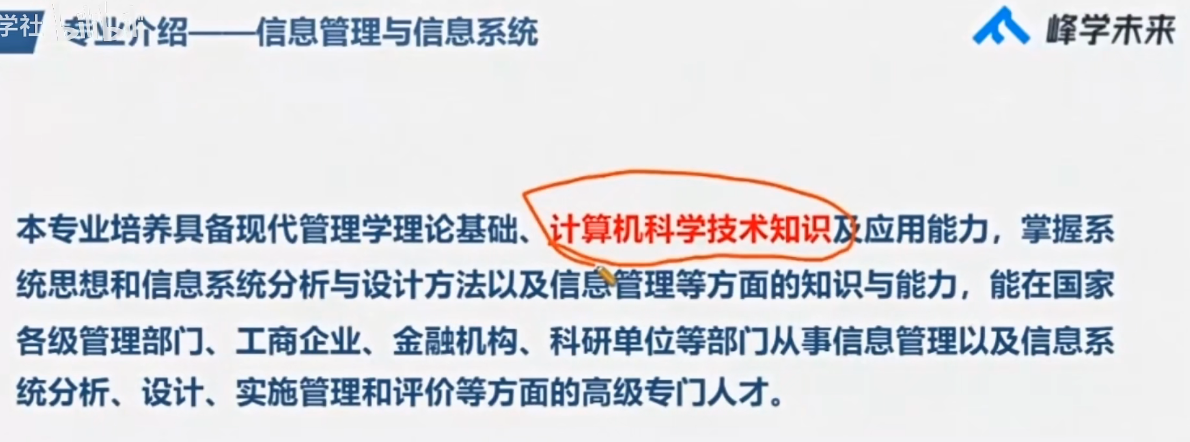 学社
专业介绍——信息管理与信息系统
峰学未来
本专业培养具备现代管理学理论基础、计算机科学技术知识及应用能力，掌握系
统思想和信息系统分析与设计方法以及信息管理等方面的知识与能力，能在国家
各级管理部门、工商企业、金融机构、科研单位等部门从事信息管理以及信息系
统分析、设计、实施管理和评价等方面的高级专门人才。